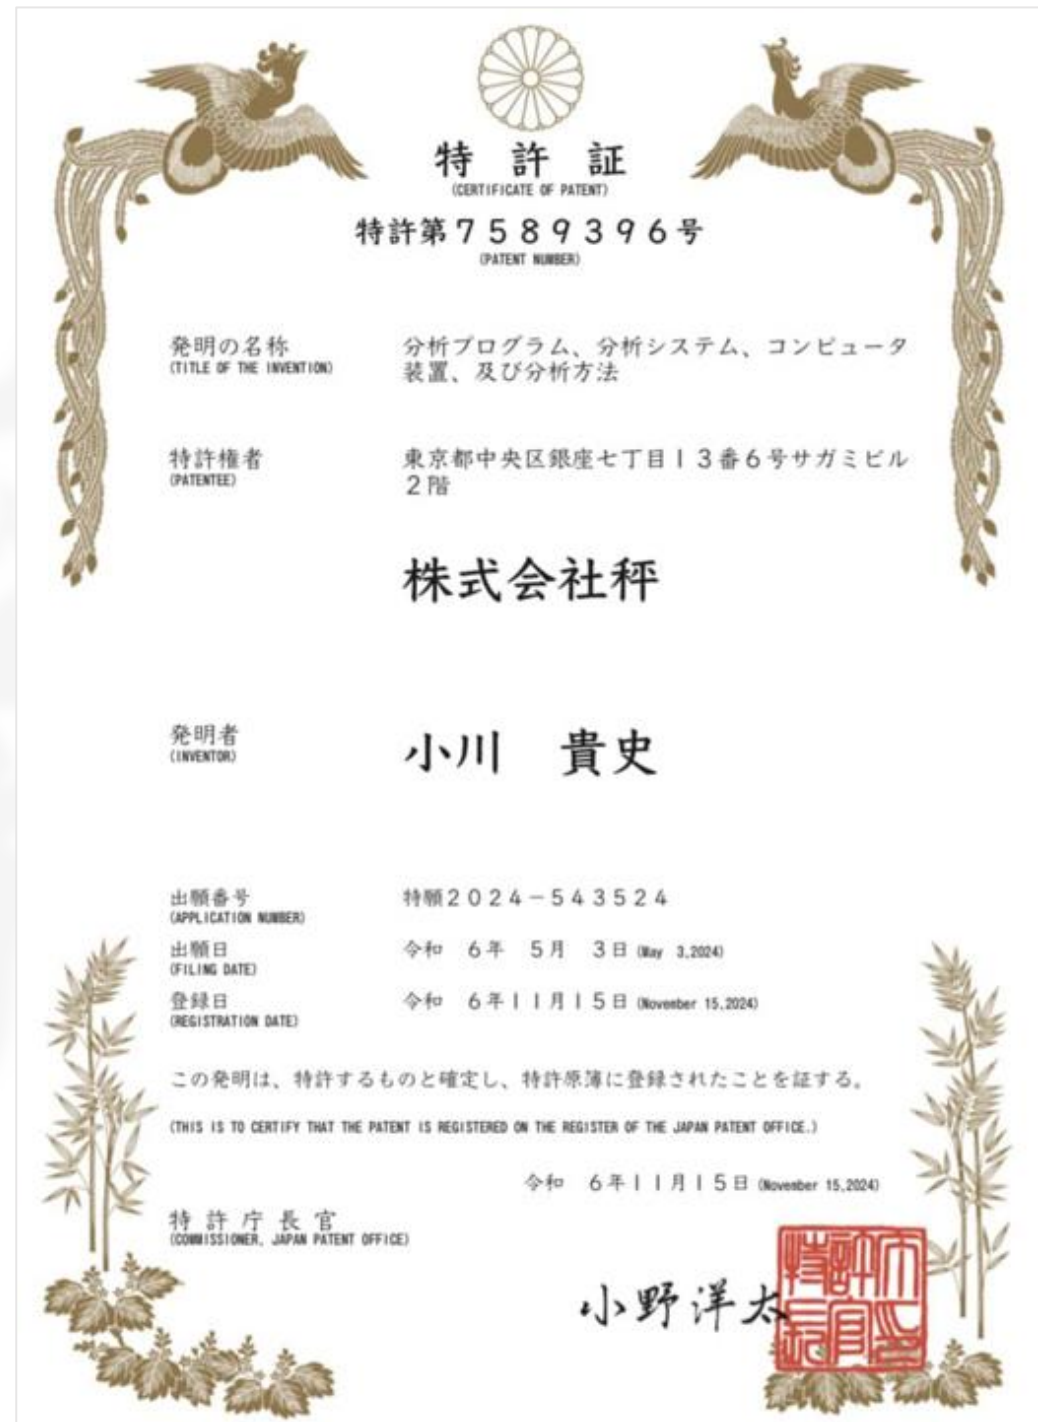 特許証
(CERTIFICATE OF PATENT)
特許第7589396号
(PATENT NUMBER)
発明の名称
(TITLE OF THE INVENTION)
分析プログラム、分析システム、コンピュータ
装置、及び分析方法
特許権者
(PATENTEE)
東京都中央区銀座七丁目13番6号サガミビル
2階
株式会社秤
発明者
(INVENTOR)
小川 貴史
出願番号
(APPLICATION NUMBER)
特願2024-543524
出願日
(FILING DATE)
令和 6年 5月 3日 (May 3,2024)
登録日
(REGISTRATION DATE)
令和 6年11月15日 (November 15,2024)
この発明は、特許するものと確定し、特許原簿に登録されたことを証する。
(THIS IS TO CERTIFY THAT THE PATENT IS REGISTERED ON THE REGISTER OF THE JAPAN PATENT OFFICE.)
令和 6年11月15日 (November 15,2024)
特許庁長官
(COMMISSIONER, JAPAN PATENT OFFICE)
小野洋太